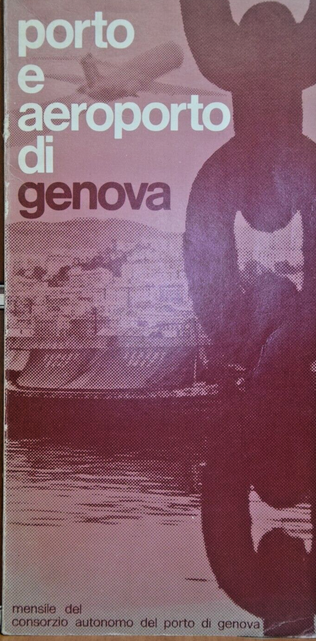 porto
e
aeroporto
di
genova
mensile del
consorzio autonomo del porto di genova